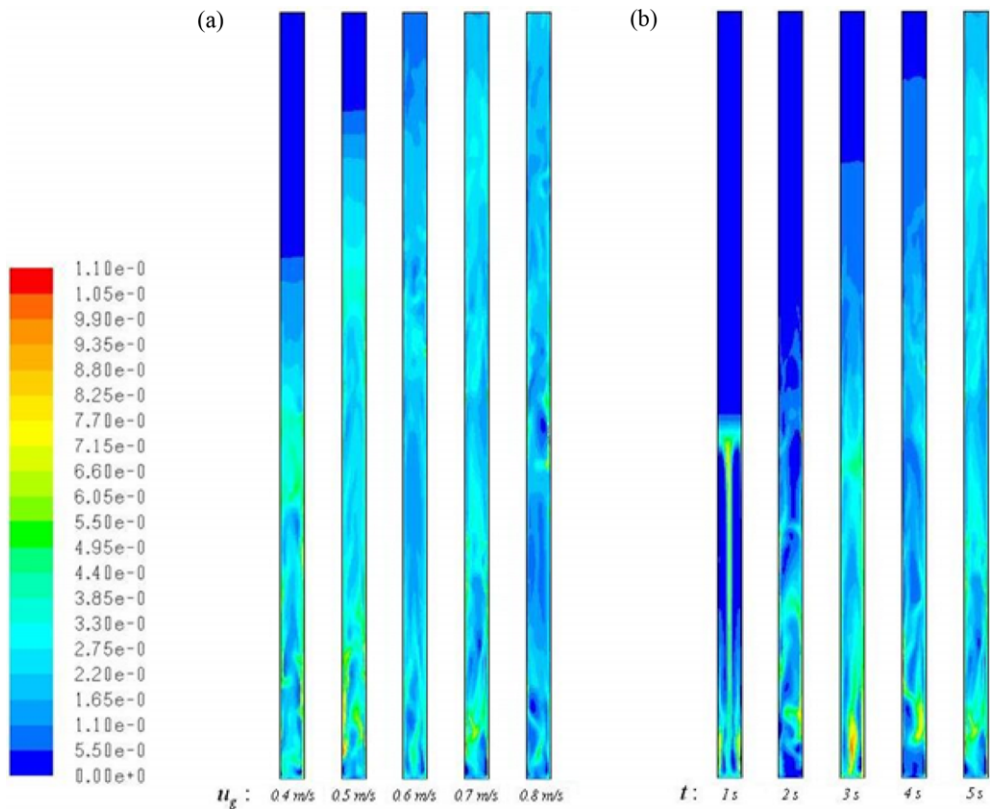 (a)
(b)
1.10e-0
1.05e-0
9.90e-0
9.35e-0
8.80e-0
8.25e-0
7.70e-0
7.15e-0
6.60e-0
6.05e-0
5.50e-0
4.95e-0
4.40e-0
3.85e-0
3.30e-0
2.75e-0
2.20e-0
1.65e-0
1.10e-0
5.50e-0
0.00e+0
u_g : 0.4 m/s 0.5 m/s 0.6 m/s 0.7 m/s 0.8 m/s
t : 1 s 2 s 3 s 4 s 5 s